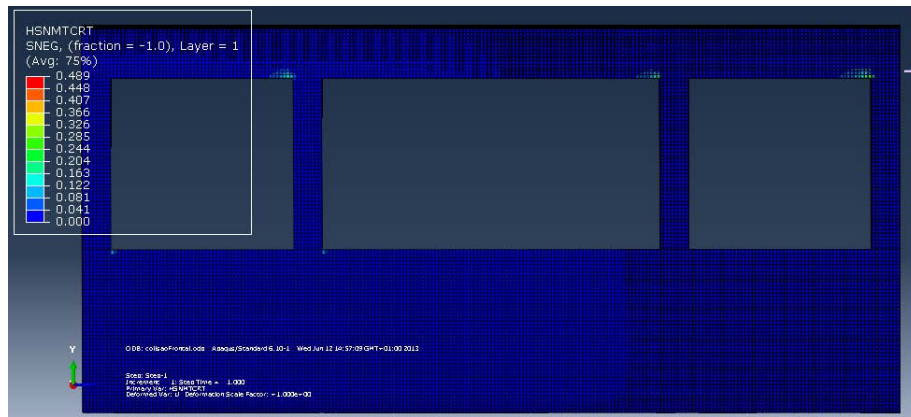 HSNMTCRT
SNEG, (fraction = -1.0), Layer = 1
(Avg: 75%)
0.489
0.448
0.407
0.366
0.326
0.285
0.244
0.204
0.163
0.122
0.081
0.041
0.000
Y
ODB: colisaoFrontal.odb Abaqus/Standard 6.10-1 Wed Jun 12 14:57:09 GMT+01:00 2013
Step: Step-1
Increment 1: Step Time = 1.000
Primary Var: HSNMTCRT
Deformed Var: U Deformation Scale Factor: +1.000e+00